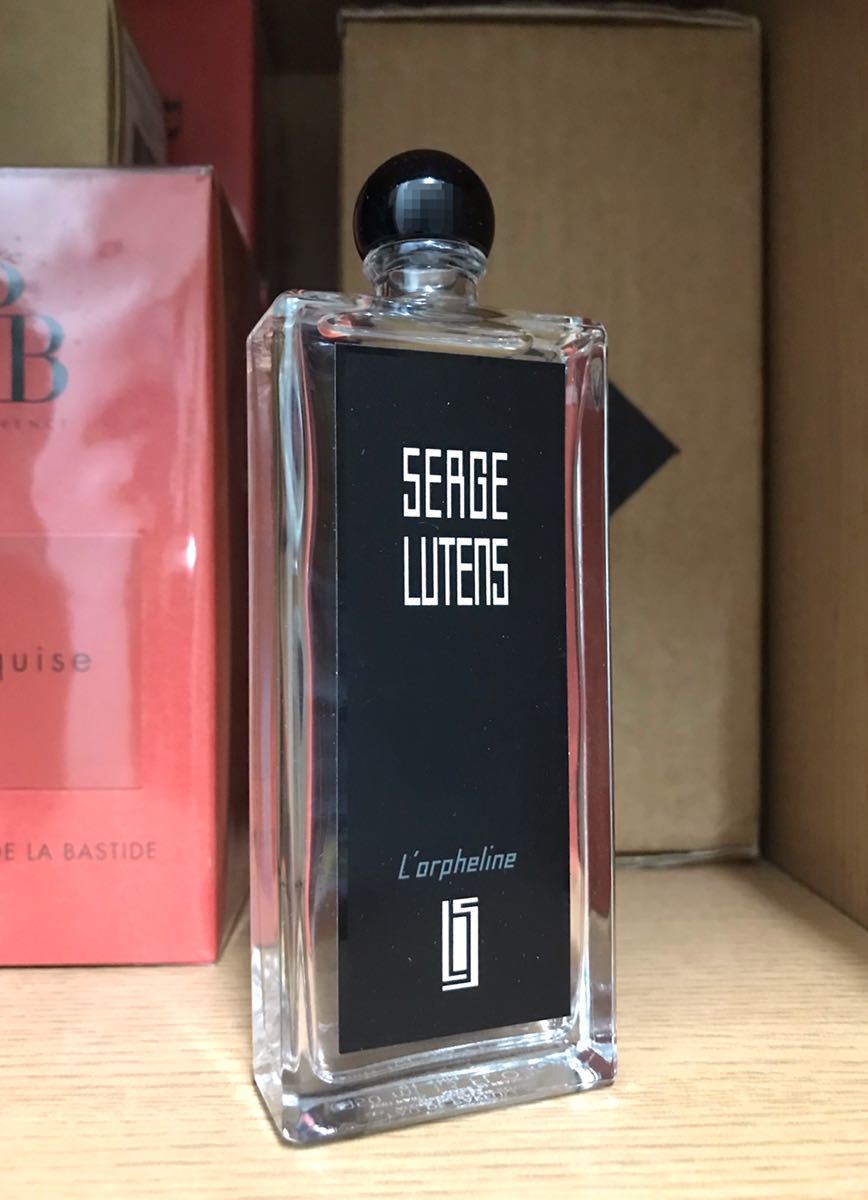 B
quise
DE LA BASTIDE
SERGE
LUTENS
L'orpheline